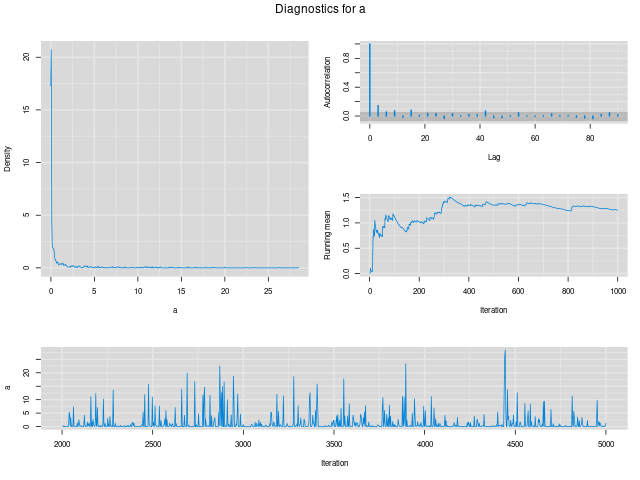 Diagnostics for a
Density
20
15
10
5
0
0 5 10 15 20 25
a
Autocorrelation
0.8
0.4
0.0
0 20 40 60 80
Lag
Running mean
1.5
1.0
0.5
0.0
0 200 400 600 800 1000
Iteration
a
20
10
5
0
2000 2500 3000 3500 4000 4500 5000
Iteration